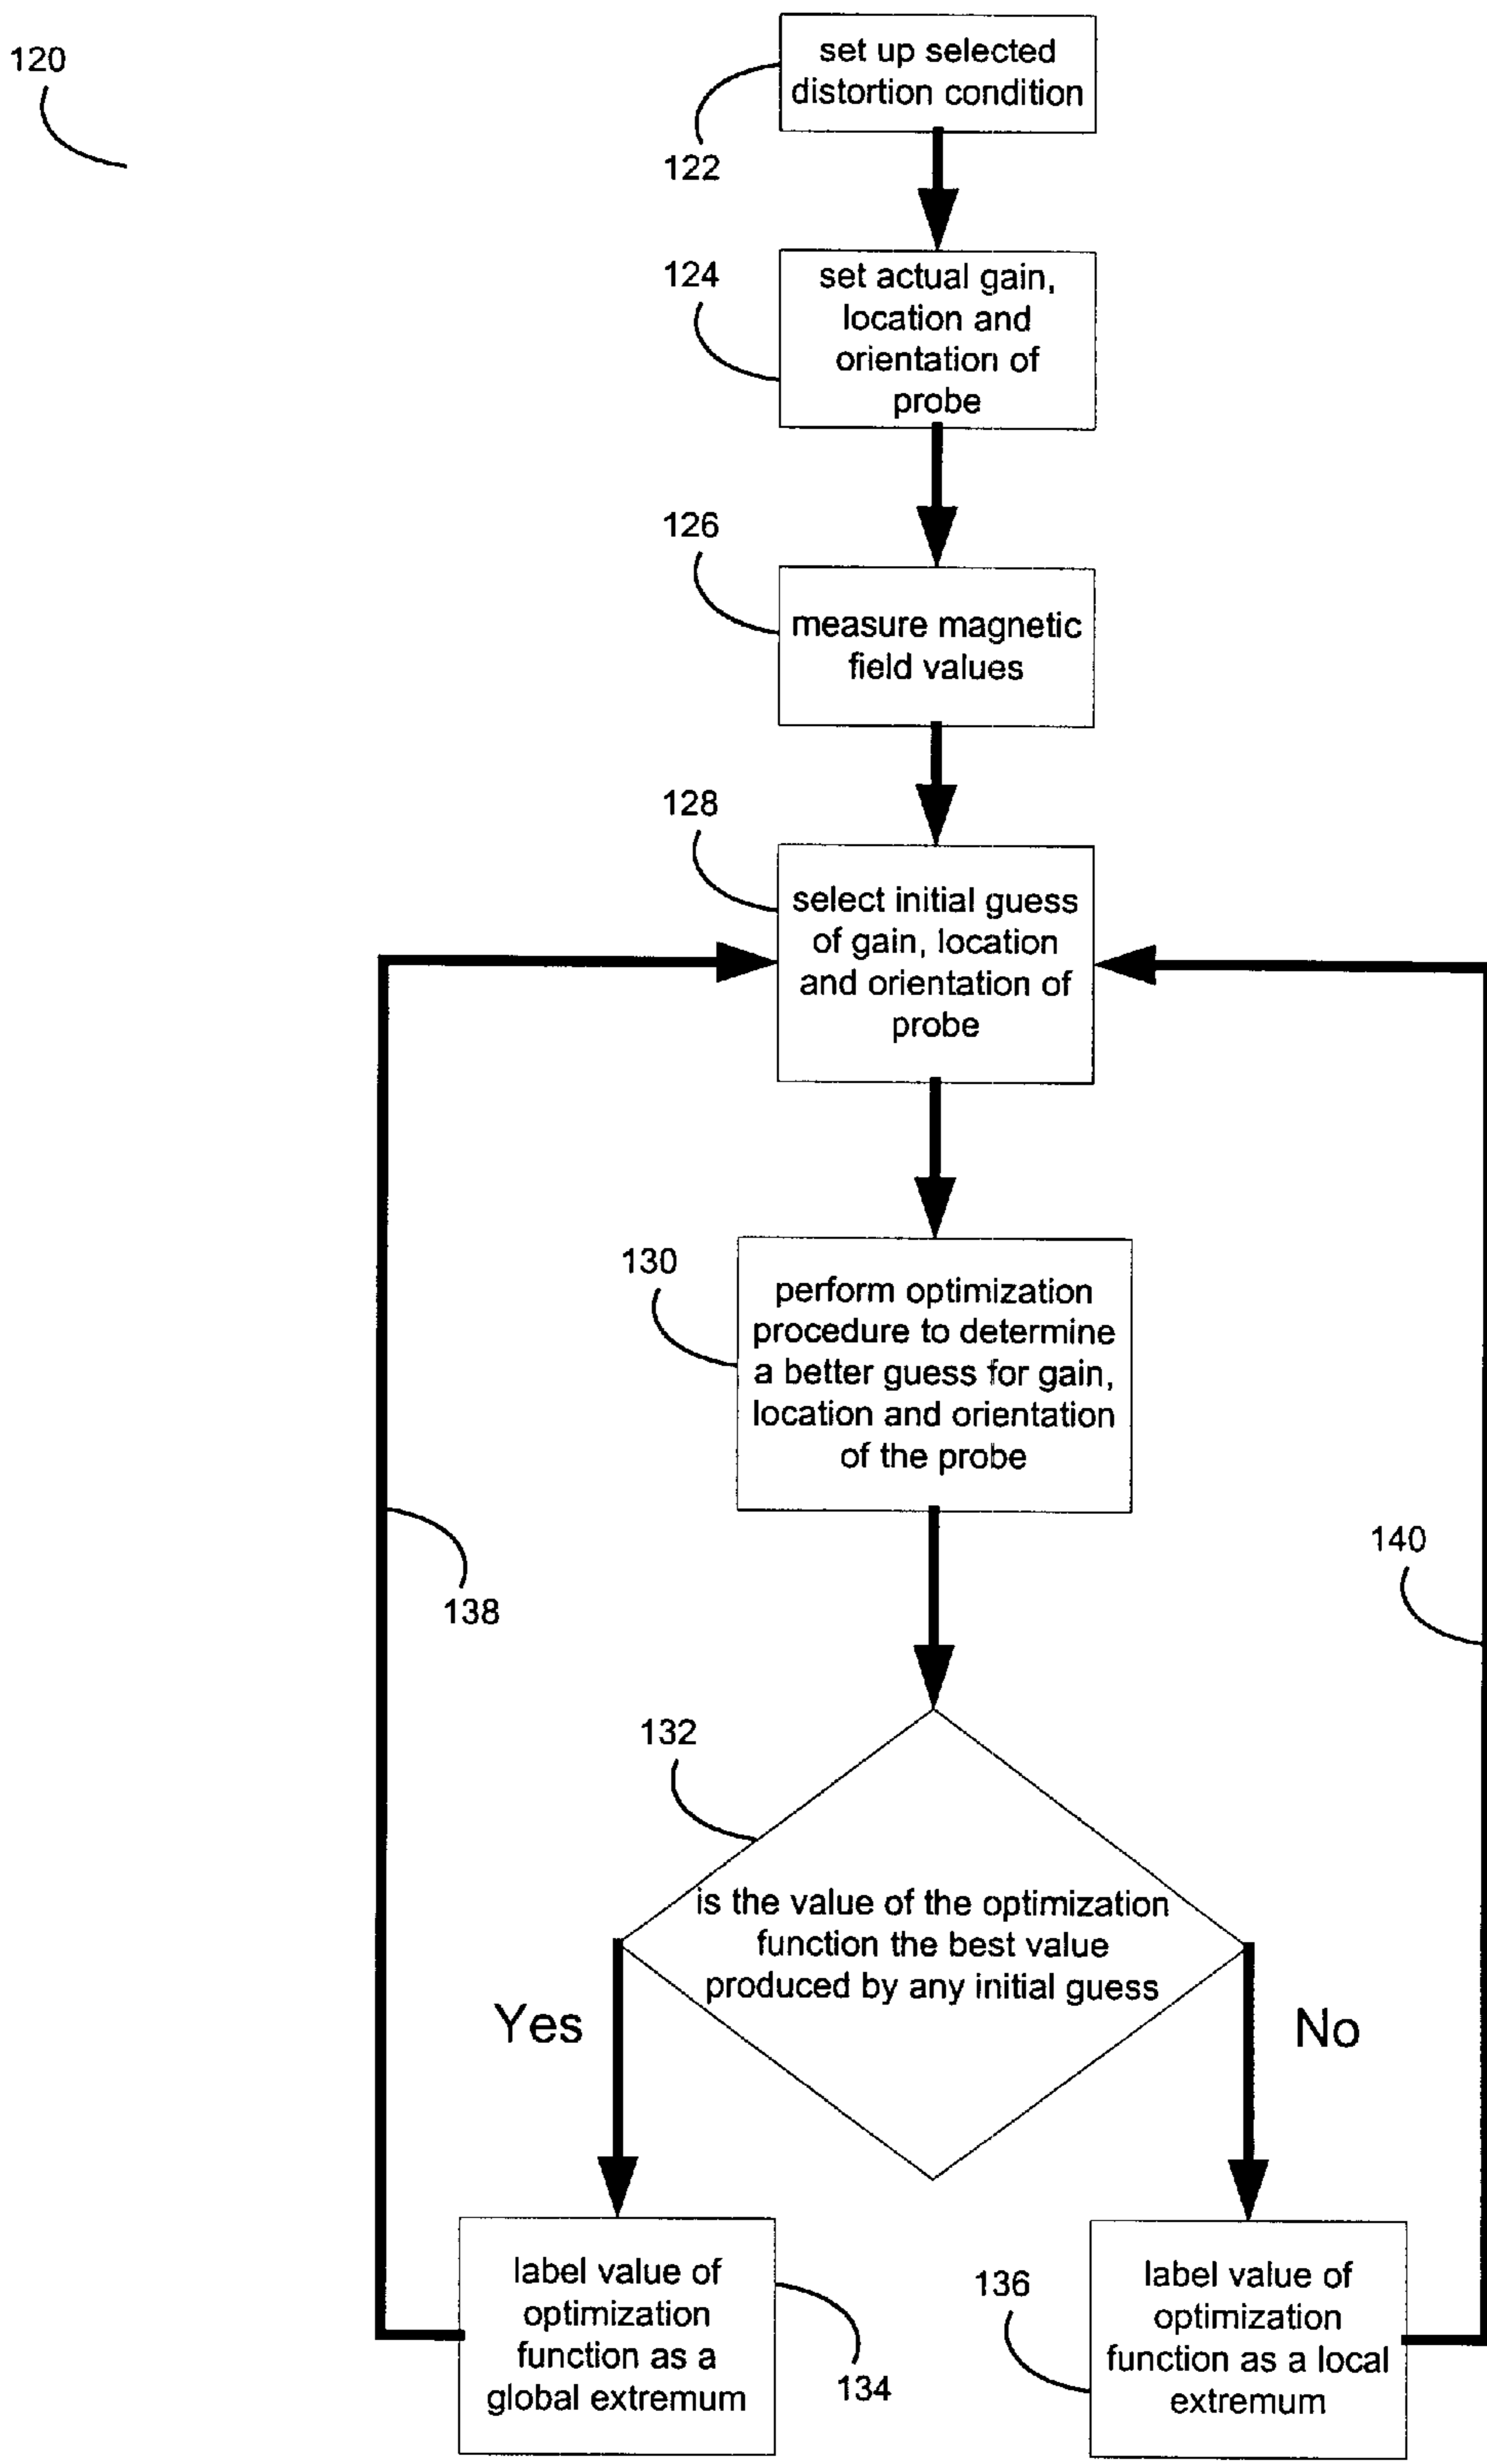 120
set up selected
distortion condition
122
124
set actual gain,
location and
orientation of
probe
126
measure magnetic
field values
128
select initial guess
of gain, location
and orientation of
probe
130
perform optimization
procedure to determine
a better guess for gain,
location and orientation
of the probe
138
140
132
is the value of the optimization
function the best value
produced by any initial guess
Yes
No
label value of
optimization
function as a
global extremum
134
136
label value of
optimization
function as a local
extremum